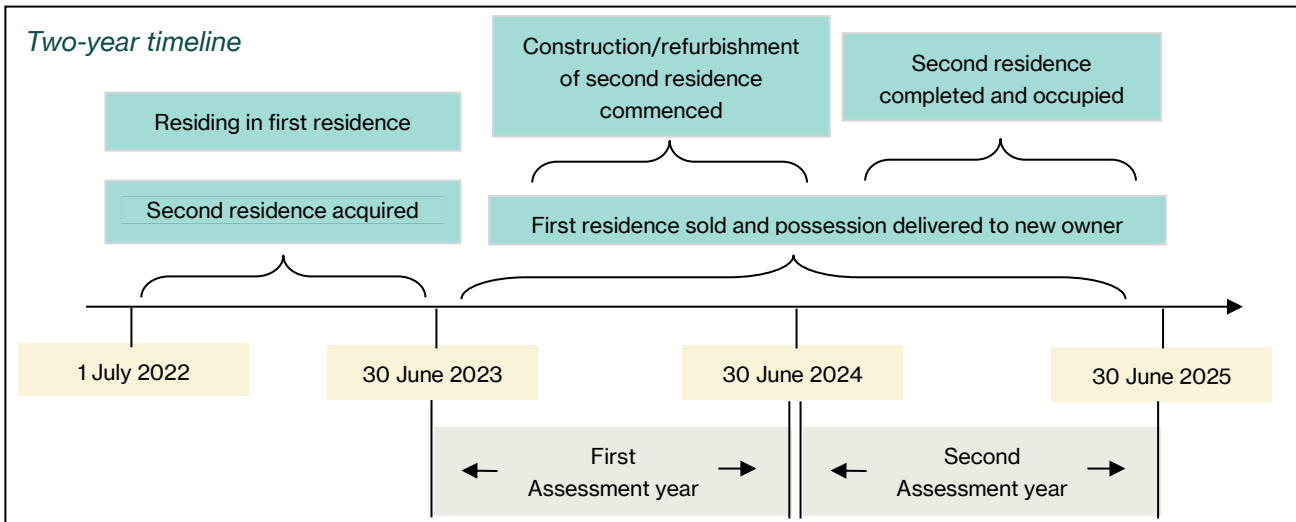 Two-year timeline
Construction/refurbishment
of second residence
commenced
Second residence
completed and occupied
Residing in first residence
Second residence acquired
First residence sold and possession delivered to new owner
1 July 2022
30 June 2023
30 June 2024
30 June 2025
First
Assessment year
Second
Assessment year